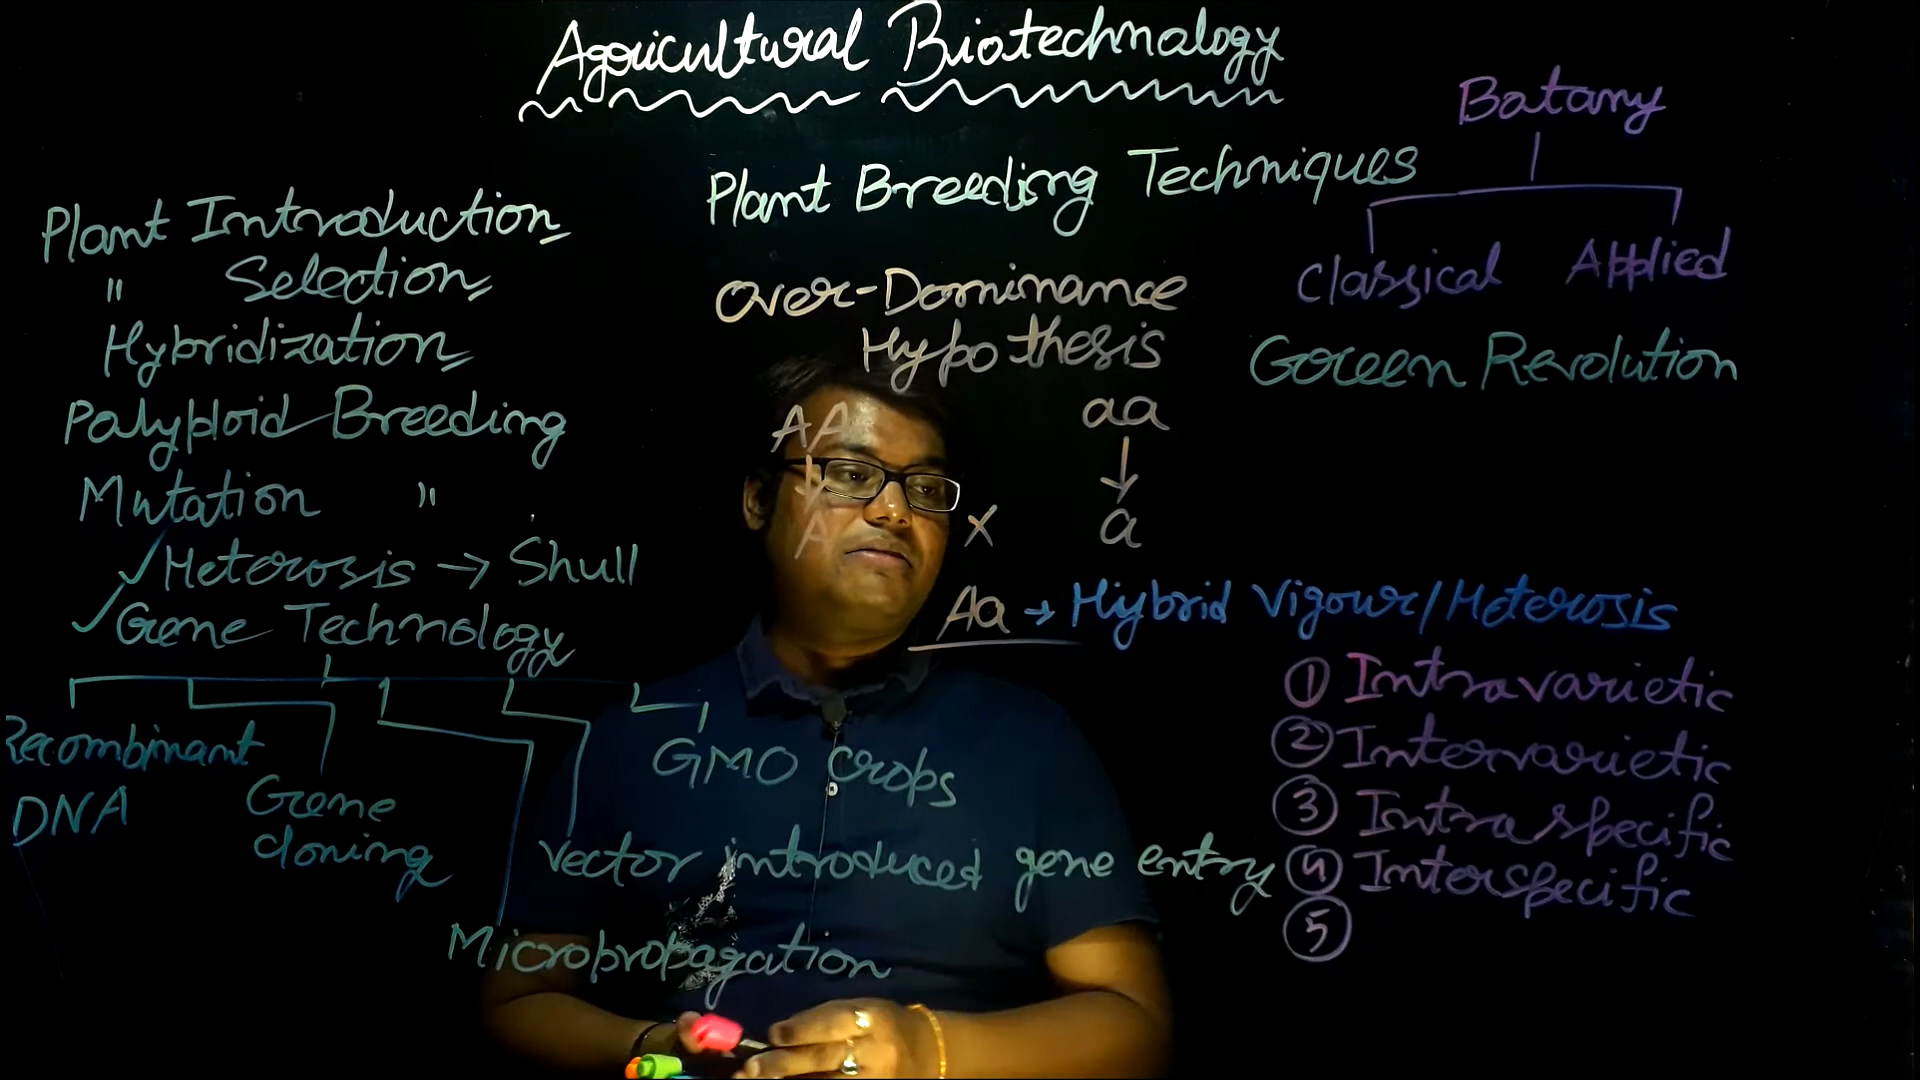 Agricultural Biotechnology
Plant Breeding Techniques
Botany
Classical Applied
Green Revolution
Plant Introduction
" Selection
Hybridization
Polyploid Breeding
Mutation "
✓Heterosis → Shull
✓Gene Technology
Recombinant
DNA
Gene
cloning
Micropropagation
Vector introduced gene entry
GMO crops
Over-Dominance
Hypothesis
AA aa
↓ ↓
A x a
Aa → Hybrid Vigour/Heterosis
① Intravarietic
② Intervarietic
③ Intraspecific
④ Interspecific
⑤